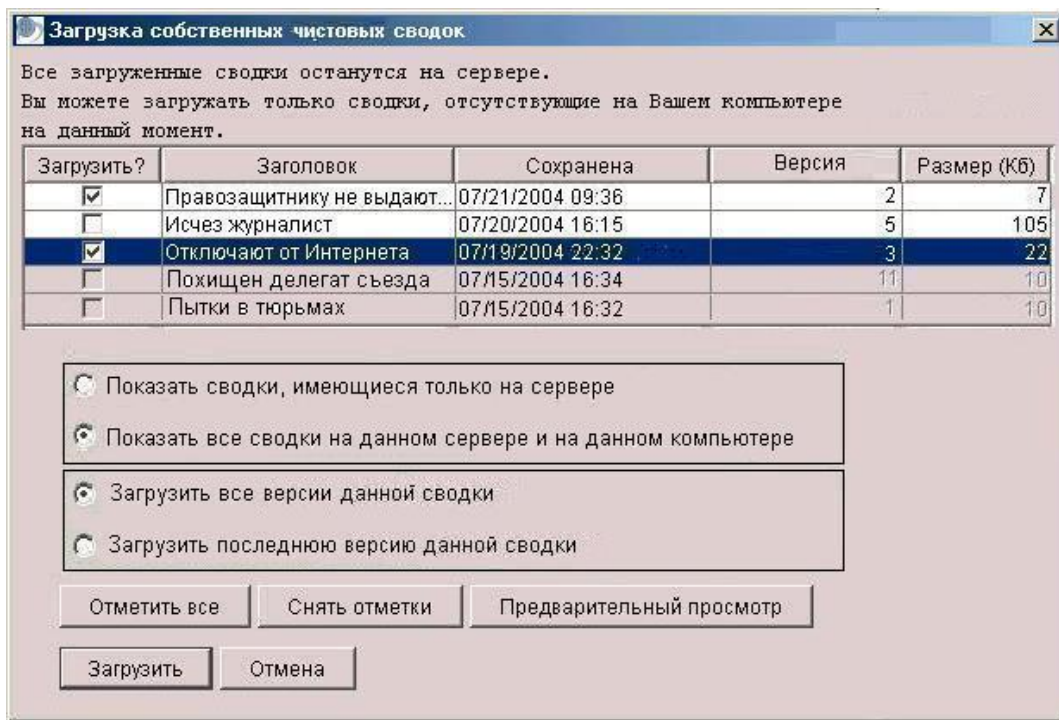 Загрузка собственных чистовых сводок
Все загруженные сводки останутся на сервере.
Вы можете загружать только сводки, отсутствующие на Вашем компьютере
на данный момент.
Загрузить? Заголовок Сохранена Версия Размер (Кб)
Правозащитнику не выдают... 07/21/2004 09:36 2 7
Исчез журналист 07/20/2004 16:15 5 105
Отключают от Интернета 07/19/2004 22:32 3 22
Похищен делегат съезда 07/15/2004 16:34 11 10
Пытки в тюрьмах 07/15/2004 16:32 1 10
Показать сводки, имеющиеся только на сервере
Показать все сводки на данном сервере и на данном компьютере
Загрузить все версии данной сводки
Загрузить последнюю версию данной сводки
Отметить все Снять отметки Предварительный просмотр
Загрузить Отмена